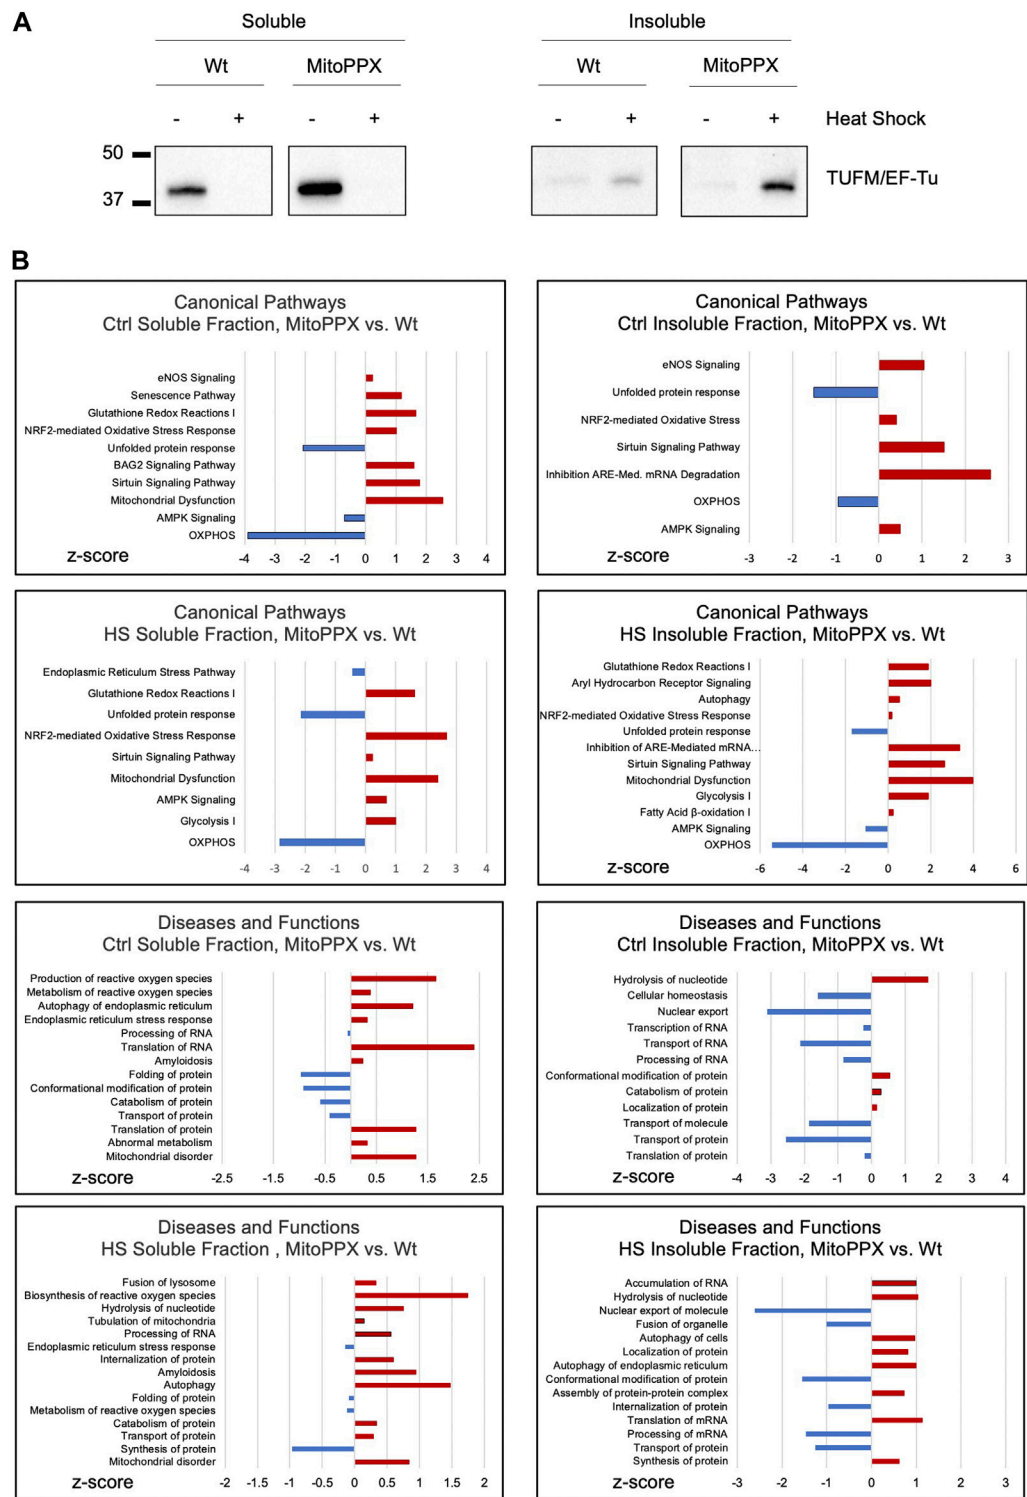 A
Soluble
Insoluble
Wt
MitoPPX
Wt
MitoPPX
-
+
-
+
-
+
-
+
Heat Shock
50
37
TUFM/EF-Tu
B
Canonical Pathways
Ctrl Soluble Fraction, MitoPPX vs. Wt
eNOS Signaling
Senescence Pathway
Glutathione Redox Reactions I
NRF2-mediated Oxidative Stress Response
Unfolded protein response
BAG2 Signaling Pathway
Sirtuin Signaling Pathway
Mitochondrial Dysfunction
AMPK Signaling
OXPHOS
z-score
-4 -3 -2 -1 0 1 2 3 4
Canonical Pathways
Ctrl Insoluble Fraction, MitoPPX vs. Wt
eNOS Signaling
Unfolded protein response
NRF2-mediated Oxidative Stress
Sirtuin Signaling Pathway
Inhibition ARE-Med. mRNA Degradation
OXPHOS
AMPK Signaling
z-score
-3 -2 -1 0 1 2 3
Canonical Pathways
HS Soluble Fraction, MitoPPX vs. Wt
Endoplasmic Reticulum Stress Pathway
Glutathione Redox Reactions I
Unfolded protein response
NRF2-mediated Oxidative Stress Response
Sirtuin Signaling Pathway
Mitochondrial Dysfunction
AMPK Signaling
Glycolysis I
OXPHOS
z-score
-4 -3 -2 -1 0 1 2 3 4
Canonical Pathways
HS Insoluble Fraction, MitoPPX vs. Wt
Glutathione Redox Reactions I
Aryl Hydrocarbon Receptor Signaling
Autophagy
NRF2-mediated Oxidative Stress Response
Unfolded protein response
Inhibition of ARE-Mediated mRNA...
Sirtuin Signaling Pathway
Mitochondrial Dysfunction
Glycolysis I
Fatty Acid β-oxidation I
AMPK Signaling
OXPHOS
z-score
-6 -4 -2 0 2 4 6
Diseases and Functions
Ctrl Soluble Fraction, MitoPPX vs. Wt
Production of reactive oxygen species
Metabolism of reactive oxygen species
Autophagy of endoplasmic reticulum
Endoplasmic reticulum stress response
Processing of RNA
Translation of RNA
Amyloidosis
Folding of protein
Conformational modification of protein
Catabolism of protein
Transport of protein
Translation of protein
Abnormal metabolism
Mitochondrial disorder
z-score
-2.5 -1.5 -0.5 0.5 1.5 2.5
Diseases and Functions
Ctrl Insoluble Fraction, MitoPPX vs. Wt
Hydrolysis of nucleotide
Cellular homeostasis
Nuclear export
Transcription of RNA
Transport of RNA
Processing of RNA
Conformational modification of protein
Catabolism of protein
Localization of protein
Transport of molecule
Transport of protein
Translation of protein
z-score
-4 -3 -2 -1 0 1 2 3 4
Diseases and Functions
HS Soluble Fraction , MitoPPX vs. Wt
Fusion of lysosome
Biosynthesis of reactive oxygen species
Hydrolysis of nucleotide
Tubulation of mitochondria
Processing of RNA
Endoplasmic reticulum stress response
Internalization of protein
Amyloidosis
Autophagy
Folding of protein
Metabolism of reactive oxygen species
Catabolism of protein
Transport of protein
Synthesis of protein
Mitochondrial disorder
z-score
-2 -1.5 -1 -0.5 0 0.5 1 1.5 2
Diseases and Functions
HS Insoluble Fraction, MitoPPX vs. Wt
Accumulation of RNA
Hydrolysis of nucleotide
Nuclear export of molecule
Fusion of organelle
Autophagy of cells
Localization of protein
Autophagy of endoplasmic reticulum
Conformational modification of protein
Assembly of protein-protein complex
Internalization of protein
Translation of mRNA
Processing of mRNA
Transport of protein
Synthesis of protein
z-score
-3 -2 -1 0 1 2 3